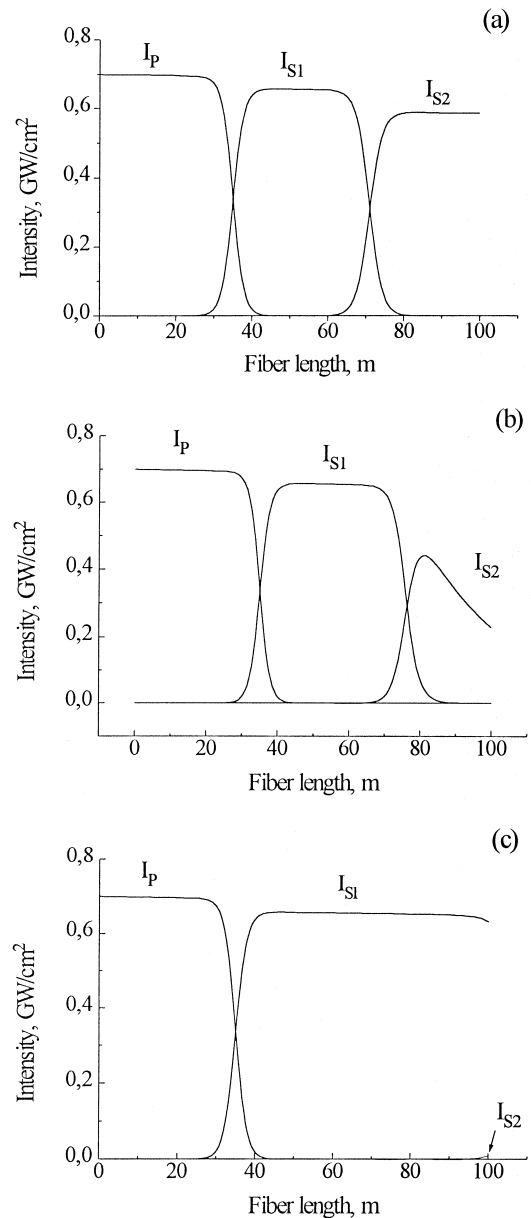 (a)
0,8
I_P
I_S1
I_S2
0,6
0,4
0,2
0,0
Intensity, GW/cm²
0 20 40 60 80 100
Fiber length, m
(b)
0,8
I_P
I_S1
0,6
I_S2
0,4
0,2
0,0
Intensity, GW/cm²
0 20 40 60 80 100
Fiber length, m
(c)
0,8
I_P
I_Sl
0,6
0,4
0,2
I_S2
0,0
Intensity, GW/cm²
0 20 40 60 80 100
Fiber length, m